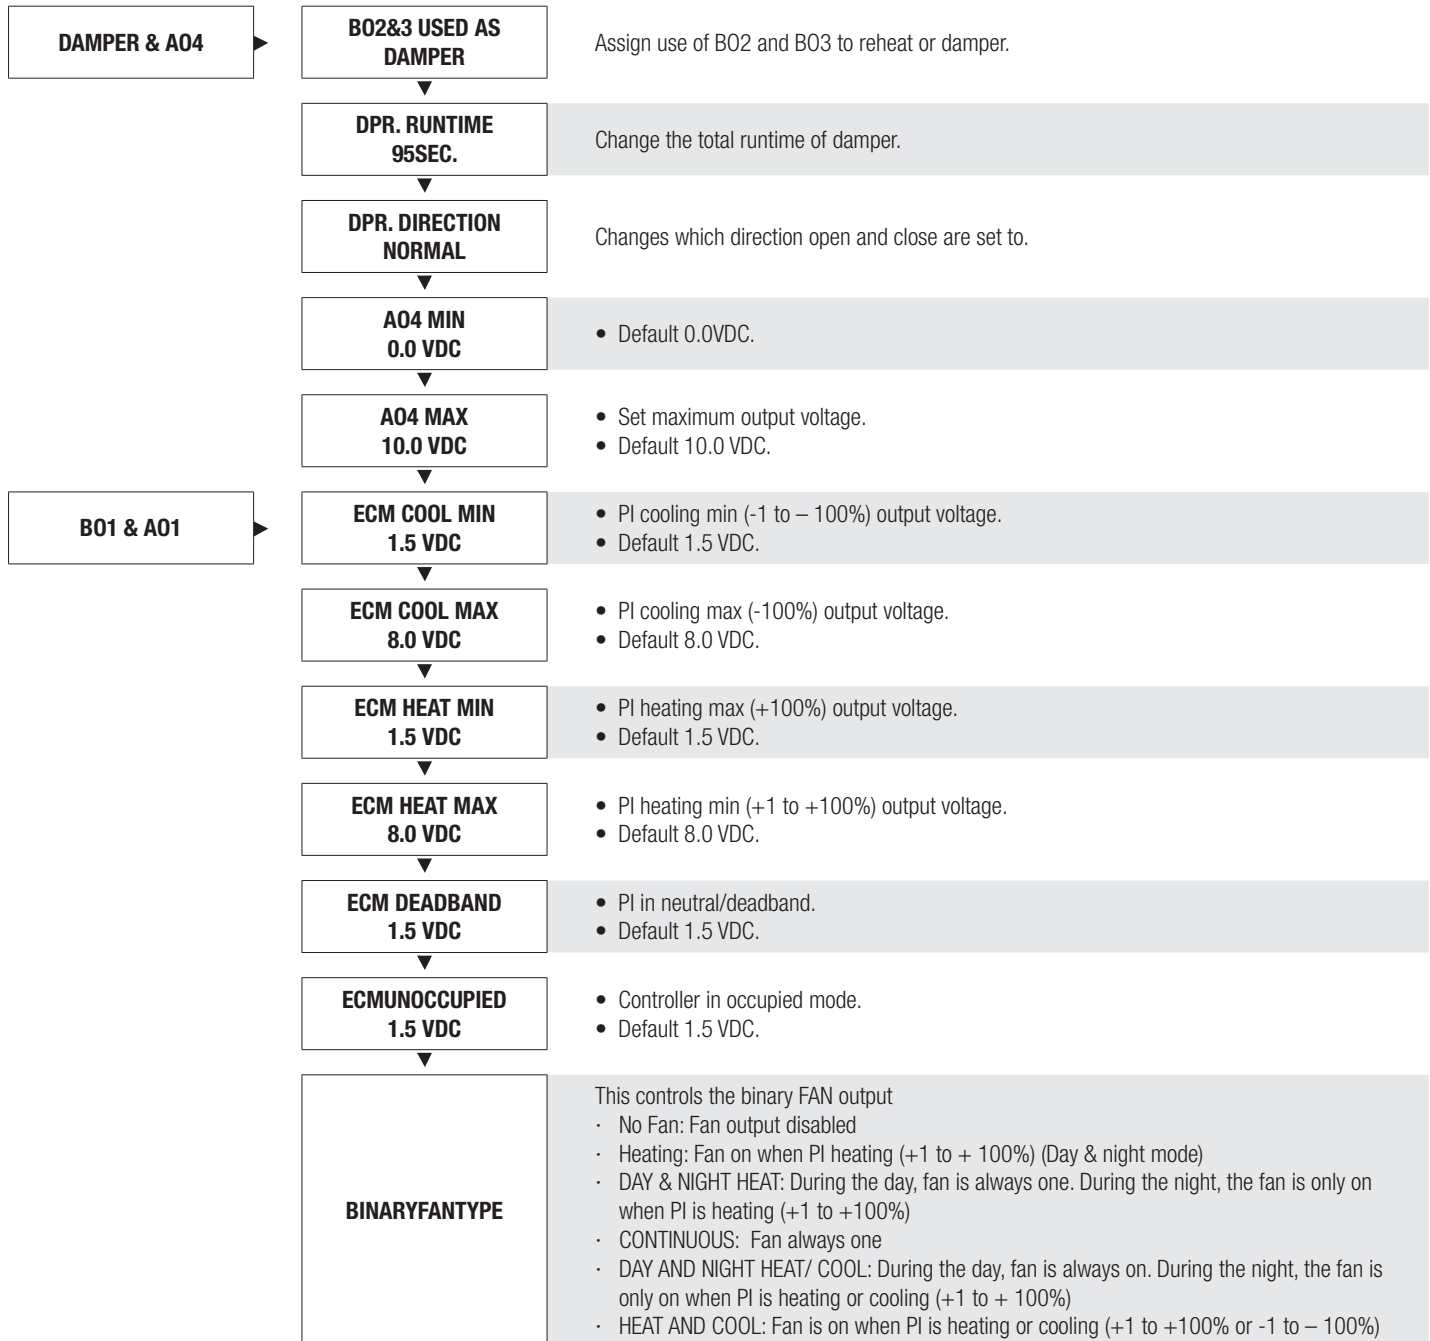 DAMPER & AO4
BO2&3 USED AS
DAMPER
Assign use of BO2 and BO3 to reheat or damper.
DPR. RUNTIME
95SEC.
Change the total runtime of damper.
DPR. DIRECTION
NORMAL
Changes which direction open and close are set to.
AO4 MIN
0.0 VDC
• Default 0.0VDC.
AO4 MAX
10.0 VDC
• Set maximum output voltage.
• Default 10.0 VDC.
BO1 & AO1
ECM COOL MIN
1.5 VDC
• PI cooling min (-1 to – 100%) output voltage.
• Default 1.5 VDC.
ECM COOL MAX
8.0 VDC
• PI cooling max (-100%) output voltage.
• Default 8.0 VDC.
ECM HEAT MIN
1.5 VDC
• PI heating max (+100%) output voltage.
• Default 1.5 VDC.
ECM HEAT MAX
8.0 VDC
• PI heating min (+1 to +100%) output voltage.
• Default 8.0 VDC.
ECM DEADBAND
1.5 VDC
• PI in neutral/deadband.
• Default 1.5 VDC.
ECMUNOCCUPIED
1.5 VDC
• Controller in occupied mode.
• Default 1.5 VDC.
BINARYFANTYPE
This controls the binary FAN output
· No Fan: Fan output disabled
· Heating: Fan on when PI heating (+1 to + 100%) (Day & night mode)
· DAY & NIGHT HEAT: During the day, fan is always one. During the night, the fan is only on
when PI is heating (+1 to +100%)
· CONTINUOUS: Fan always one
· DAY AND NIGHT HEAT/ COOL: During the day, fan is always on. During the night, the fan is
only on when PI is heating or cooling (+1 to + 100%)
· HEAT AND COOL: Fan is on when PI is heating or cooling (+1 to +100% or -1 to – 100%)